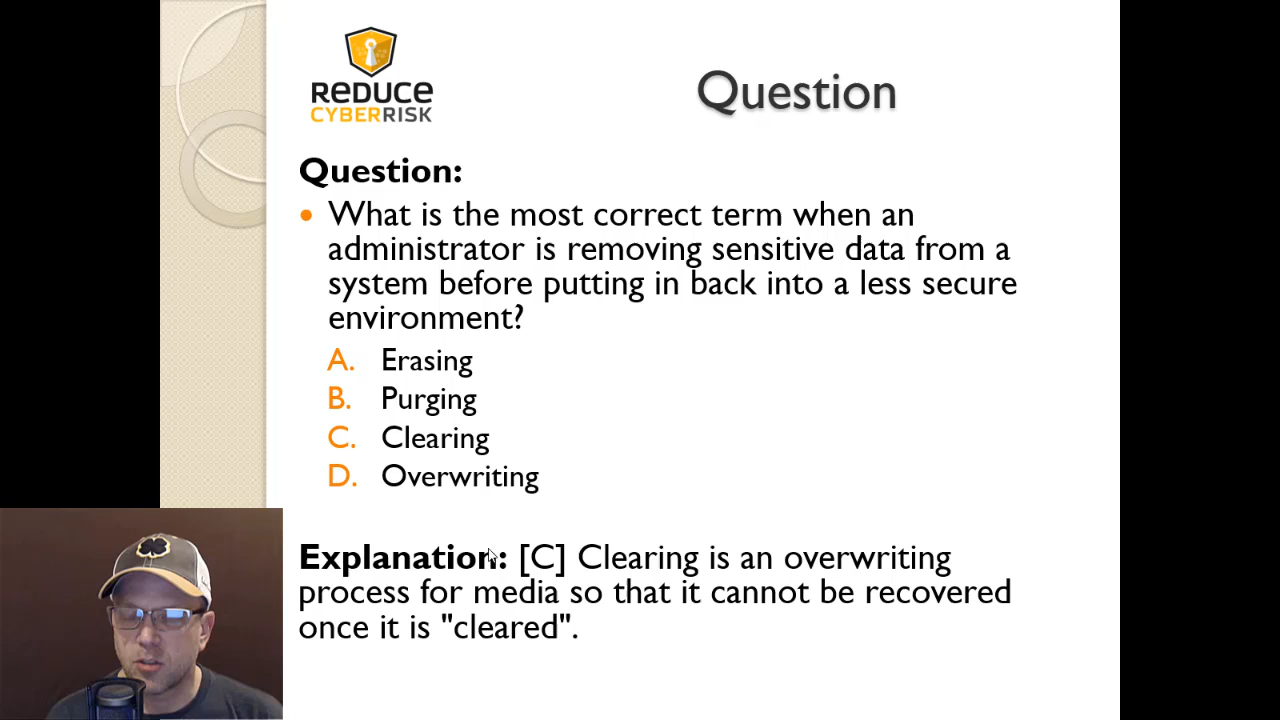 REDUCE
CYBERRISK
Question
Question:
• What is the most correct term when an
administrator is removing sensitive data from a
system before putting in back into a less secure
environment?
A. Erasing
B. Purging
C. Clearing
D. Overwriting
Explanation: [C] Clearing is an overwriting
process for media so that it cannot be recovered
once it is "cleared".